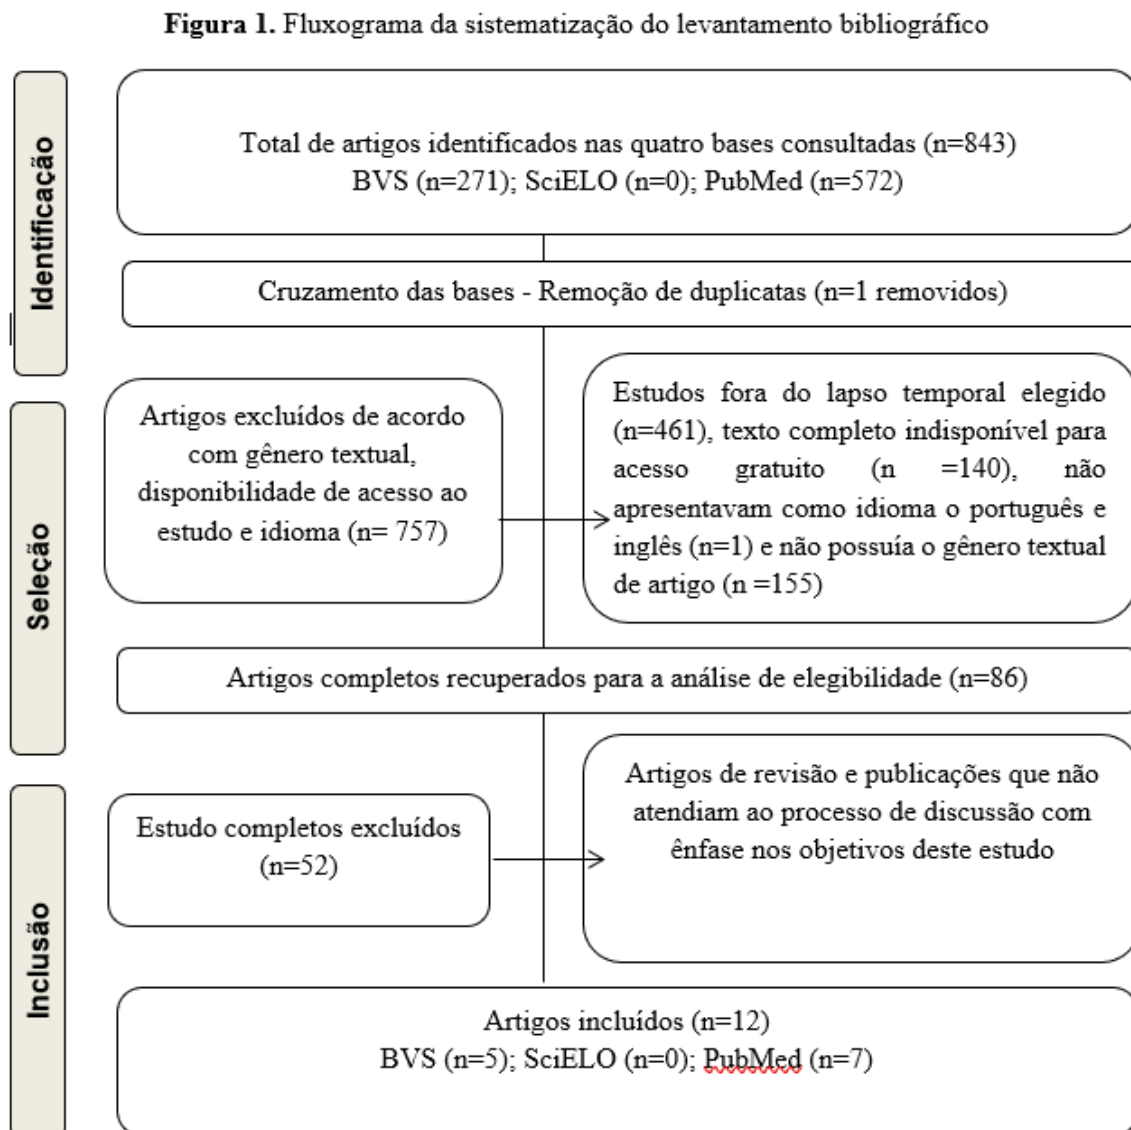 Figura 1. Fluxograma da sistematização do levantamento bibliográfico
Identificação
Total de artigos identificados nas quatro bases consultadas (n=843)
BVS (n=271); SciELO (n=0); PubMed (n=572)
Cruzamento das bases - Remoção de duplicatas (n=1 removidos)
Seleção
Artigos excluídos de acordo
com gênero textual,
disponibilidade de acesso ao
estudo e idioma (n= 757)
Estudos fora do lapso temporal elegido
(n=461), texto completo indisponível para
acesso gratuito (n =140), não
apresentavam como idioma o português e
inglês (n=1) e não possuía o gênero textual
de artigo (n =155)
Artigos completos recuperados para a análise de elegibilidade (n=86)
Inclusão
Estudo completos excluídos
(n=52)
Artigos de revisão e publicações que não
atendiam ao processo de discussão com
ênfase nos objetivos deste estudo
Artigos incluídos (n=12)
BVS (n=5); SciELO (n=0); PubMed (n=7)